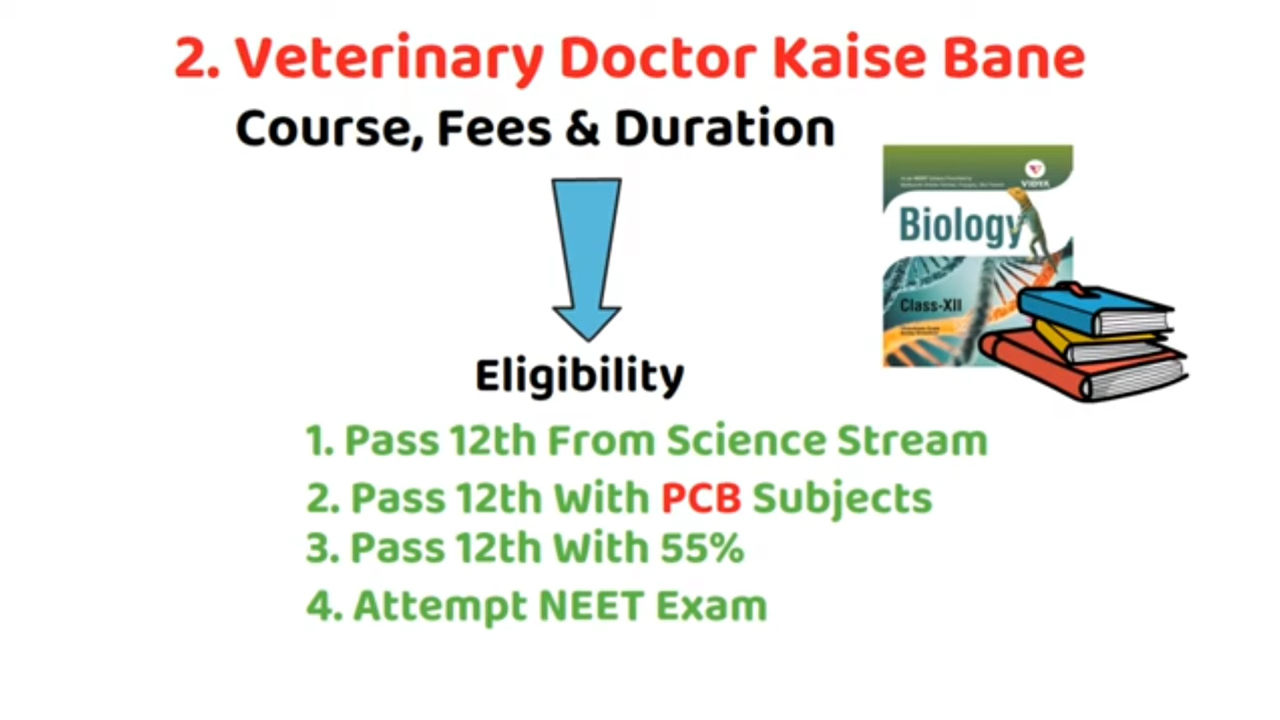 2. Veterinary Doctor Kaise Bane
Course, Fees & Duration
VIDYA
Biology
Class-XII
Eligibility
1. Pass 12th From Science Stream
2. Pass 12th With PCB Subjects
3. Pass 12th With 55%
4. Attempt NEET Exam